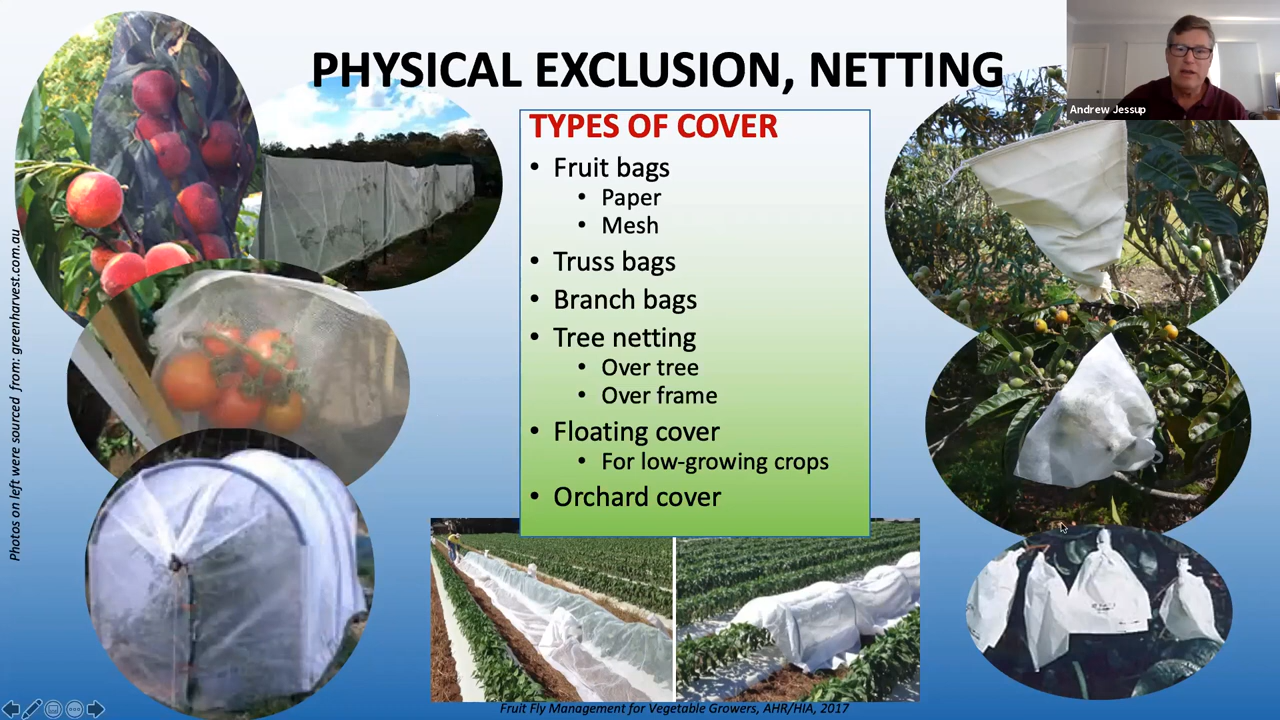 PHYSICAL EXCLUSION, NETTING
Andrew Jessup
TYPES OF COVER
• Fruit bags
• Paper
• Mesh
• Truss bags
• Branch bags
• Tree netting
• Over tree
• Over frame
• Floating cover
• For low-growing crops
• Orchard cover
Photos on left were sourced from: greenharvest.com.au
Fruit Fly Management for Vegetable Growers, AHR/HIA, 2017